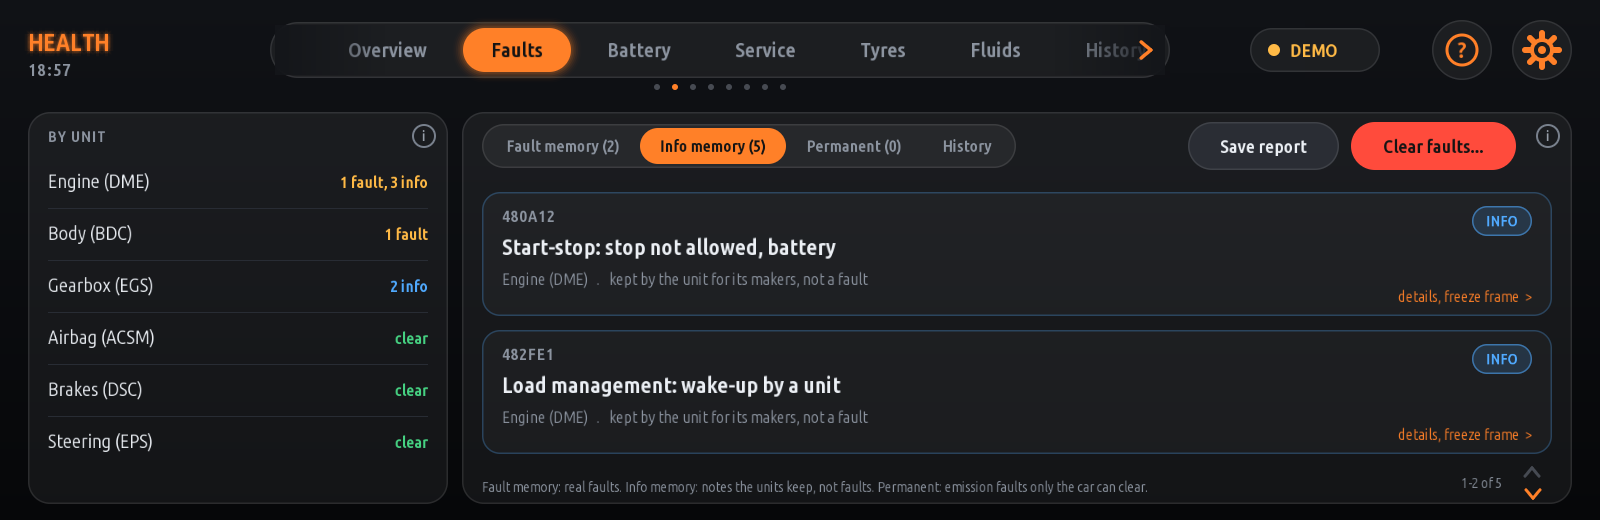 HEALTH
18:57
Overview
Faults
Battery
Service
Tyres
Fluids
History
DEMO
?
BY UNIT
i
Engine (DME) 1 fault, 3 info
Body (BDC) 1 fault
Gearbox (EGS) 2 info
Airbag (ACSM) clear
Brakes (DSC) clear
Steering (EPS) clear
Fault memory (2)
Info memory (5)
Permanent (0)
History
Save report
Clear faults...
i
480A12
INFO
Start-stop: stop not allowed, battery
Engine (DME) . kept by the unit for its makers, not a fault
details, freeze frame >
482FE1
INFO
Load management: wake-up by a unit
Engine (DME) . kept by the unit for its makers, not a fault
details, freeze frame >
Fault memory: real faults. Info memory: notes the units keep, not faults. Permanent: emission faults only the car can clear.
1-2 of 5